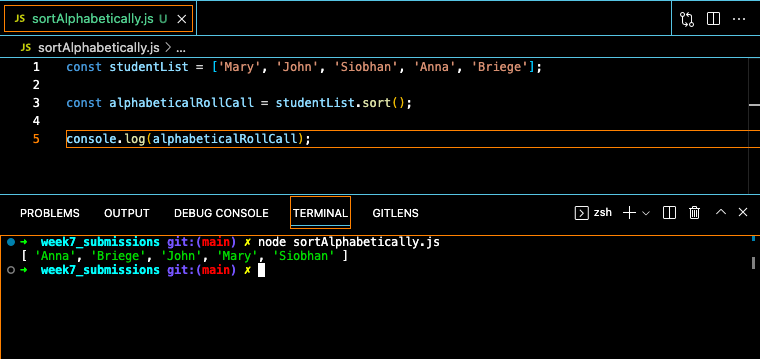 JS sortAlphabetically.js U ×
JS sortAlphabetically.js > ...
1 const studentList = ['Mary', 'John', 'Siobhan', 'Anna', 'Briege'];
2
3 const alphabeticalRollCall = studentList.sort();
4
5 console.log(alphabeticalRollCall);
PROBLEMS OUTPUT DEBUG CONSOLE TERMINAL GITLENS zsh
➜ week7_submissions git:(main) ✗ node sortAlphabetically.js
[ 'Anna', 'Briege', 'John', 'Mary', 'Siobhan' ]
➜ week7_submissions git:(main) ✗